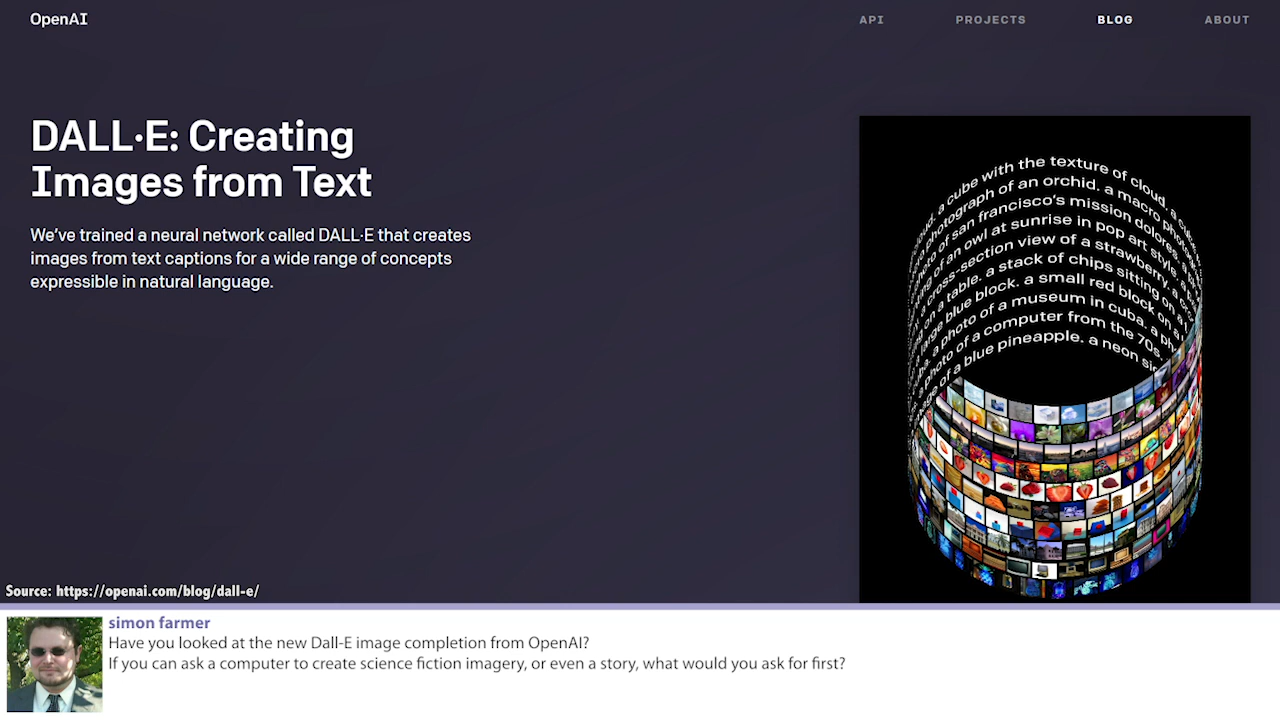 OpenAI
API PROJECTS BLOG ABOUT
DALL·E: Creating
Images from Text
We've trained a neural network called DALL·E that creates
images from text captions for a wide range of concepts
expressible in natural language.
cloud. a cube with the texture of cloud. a cube
photograph of an orchid. a macro photo
of san francisco's mission dolores. a
of an owl at sunrise in pop art style.
a cross-section view of a strawberry. a
on a table. a stack of chips sitting on a
a large blue block. a small red block on a
a photo of a museum in cuba. a ph
a photo of a computer from the 70s.
of a blue pineapple. a neon
Source: https://openai.com/blog/dall-e/
simon farmer
Have you looked at the new Dall-E image completion from OpenAI?
If you can ask a computer to create science fiction imagery, or even a story, what would you ask for first?